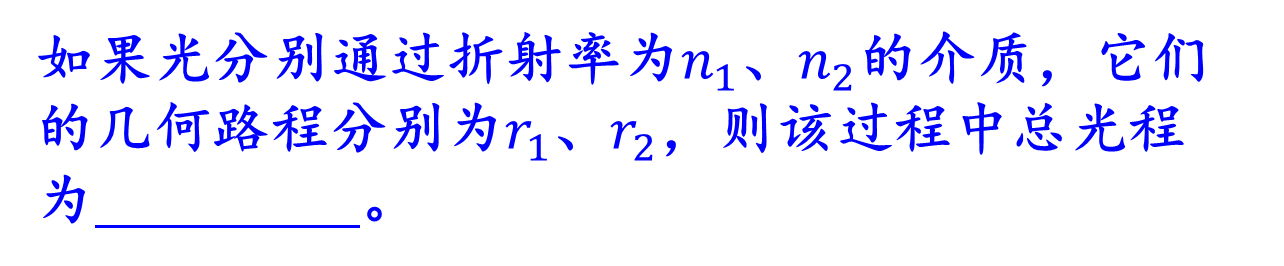 如果光分别通过折射率为n₁、n₂的介质，它们
的几何路程分别为r₁、r₂，则该过程中总光程
为__________。